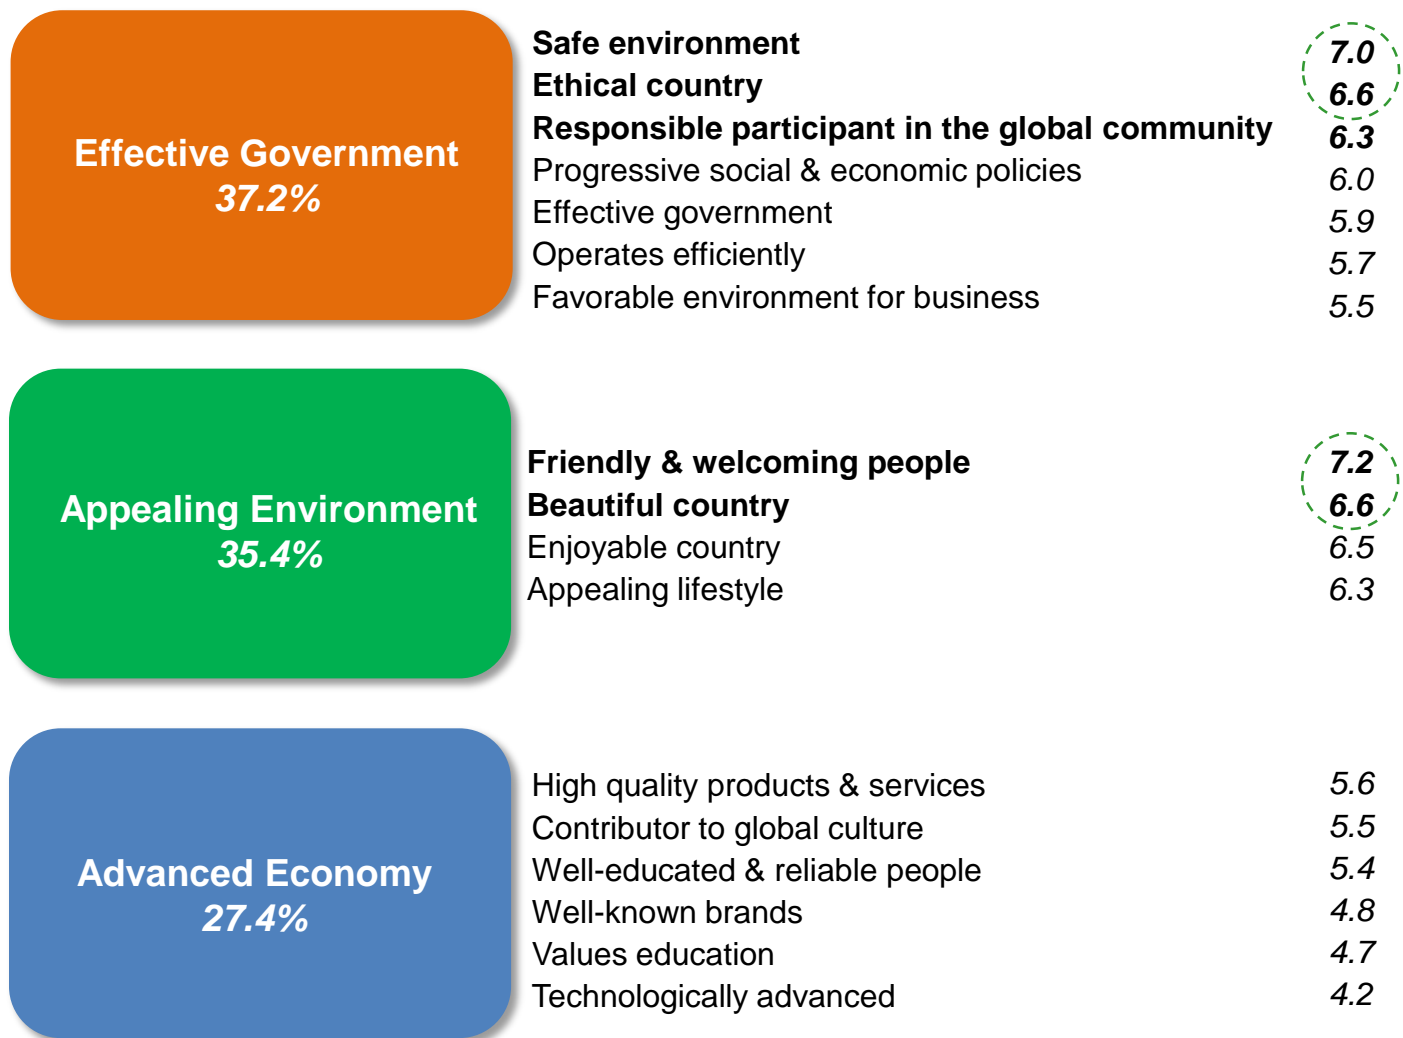 Effective Government
37.2%
Safe environment 7.0
Ethical country 6.6
Responsible participant in the global community 6.3
Progressive social & economic policies 6.0
Effective government 5.9
Operates efficiently 5.7
Favorable environment for business 5.5
Appealing Environment
35.4%
Friendly & welcoming people 7.2
Beautiful country 6.6
Enjoyable country 6.5
Appealing lifestyle 6.3
Advanced Economy
27.4%
High quality products & services 5.6
Contributor to global culture 5.5
Well-educated & reliable people 5.4
Well-known brands 4.8
Values education 4.7
Technologically advanced 4.2